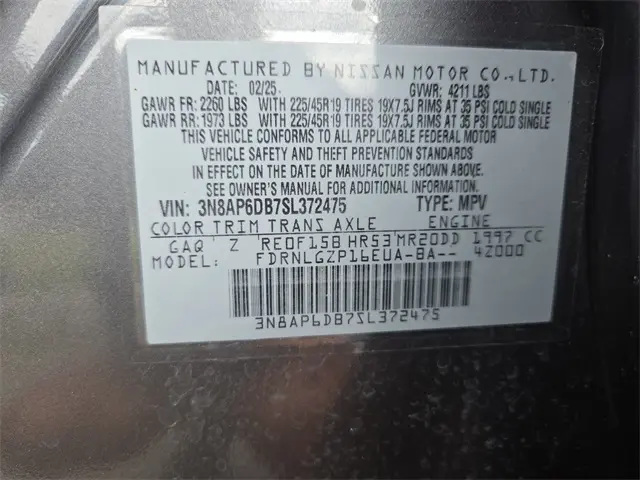 MANUFACTURED BY NISSAN MOTOR CO.,LTD.
DATE: 02/25. GVWR: 4211 LBS
GAWR FR: 2260 LBS WITH 225/45R19 TIRES 19X7.5J RIMS AT 35 PSI COLD SINGLE
GAWR RR: 1973 LBS WITH 225/45R19 TIRES 19X7.5J RIMS AT 35 PSI COLD SINGLE
THIS VEHICLE CONFORMS TO ALL APPLICABLE FEDERAL MOTOR
VEHICLE SAFETY AND THEFT PREVENTION STANDARDS
IN EFFECT ON THE DATE OF MANUFACTURE SHOWN ABOVE.
SEE OWNER'S MANUAL FOR ADDITIONAL INFORMATION.
VIN: 3N8AP6DB7SL372475 TYPE: MPV
COLOR TRIM TRANS AXLE ENGINE
GAQ Z RE0F15B HR53 MR20DD 1997 CC
MODEL: FDRNLGZP16EUA-BA-- 4Z000
3N8AP6DB7SL372475